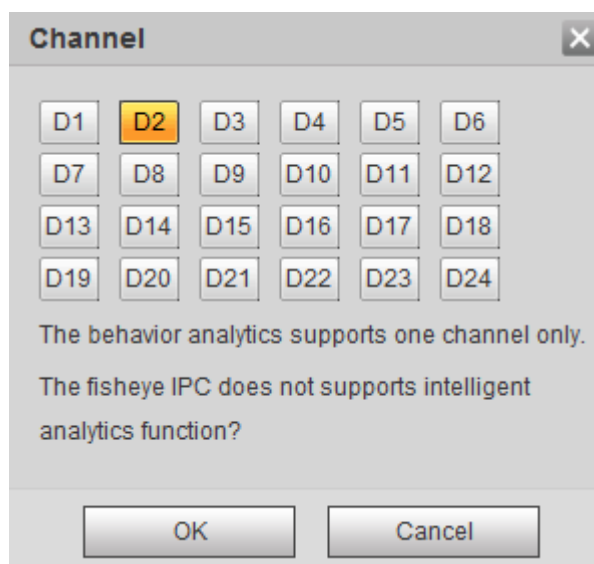 Channel
D1 D2 D3 D4 D5 D6
D7 D8 D9 D10 D11 D12
D13 D14 D15 D16 D17 D18
D19 D20 D21 D22 D23 D24
The behavior analytics supports one channel only.
The fisheye IPC does not supports intelligent
analytics function?
OK Cancel